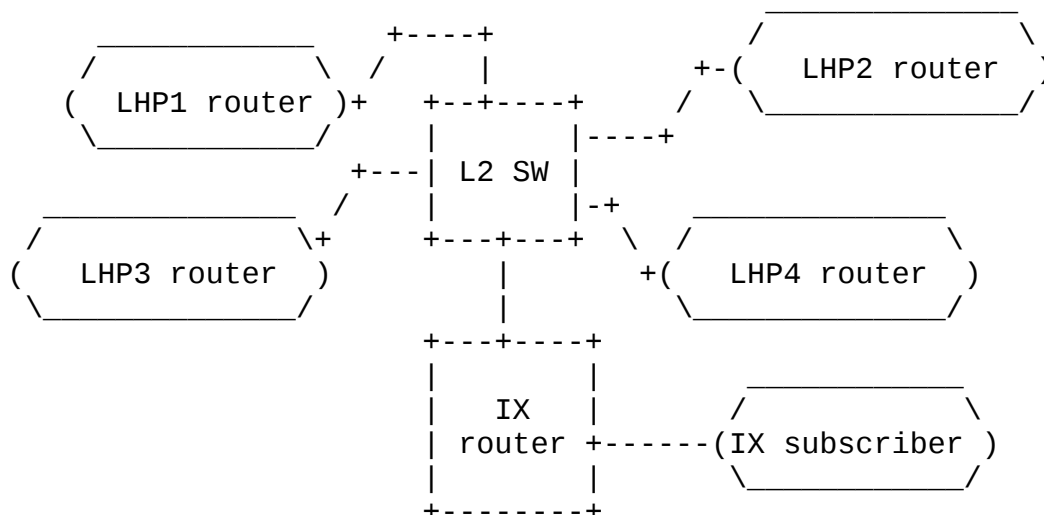 LHP1 router
LHP2 router
L2 SW
LHP3 router
LHP4 router
IX
router
IX subscriber